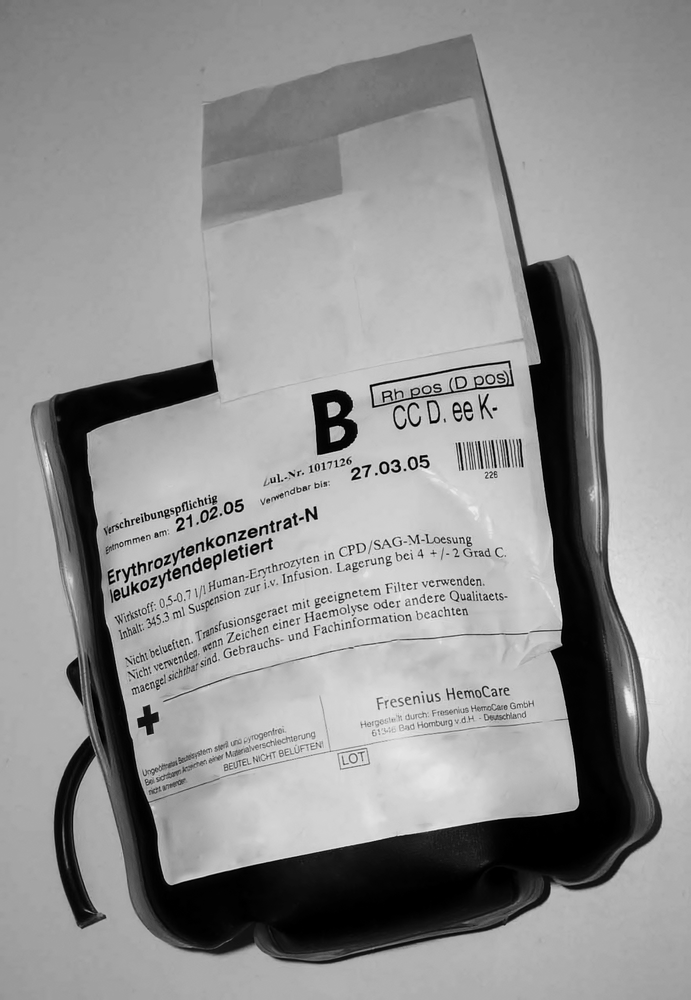 B
Rh pos (D pos)
CC D. ee K-
Zul.-Nr. 1017126
Verwendbar bis: 27.03.05
226
Verschreibungspflichtig
Entnommen am: 21.02.05
Erythrozytenkonzentrat-N
leukozytendepletiert
Wirkstoff: 0,5-0,7 l/l Human-Erythrozyten in CPD/SAG-M-Loesung
Inhalt: 345.3 ml Suspension zur i.v. Infusion. Lagerung bei 4 +/- 2 Grad C.
Nicht belueften. Transfusionsgeraet mit geeignetem Filter verwenden.
Nicht verwenden, wenn Zeichen einer Haemolyse oder andere Qualitaets-
maengel sichtbar sind. Gebrauchs- und Fachinformation beachten
Fresenius HemoCare
Hergestellt durch: Fresenius HemoCare GmbH
Bad Homburg v.d.H. - Deutschland
Ungeöffnetes Beutelsystem steril und pyrogenfrei.
Bei sichtbaren Anzeichen einer Materialverschlechterung
nicht anwenden.
BEUTEL NICHT BELÜFTEN!
LOT